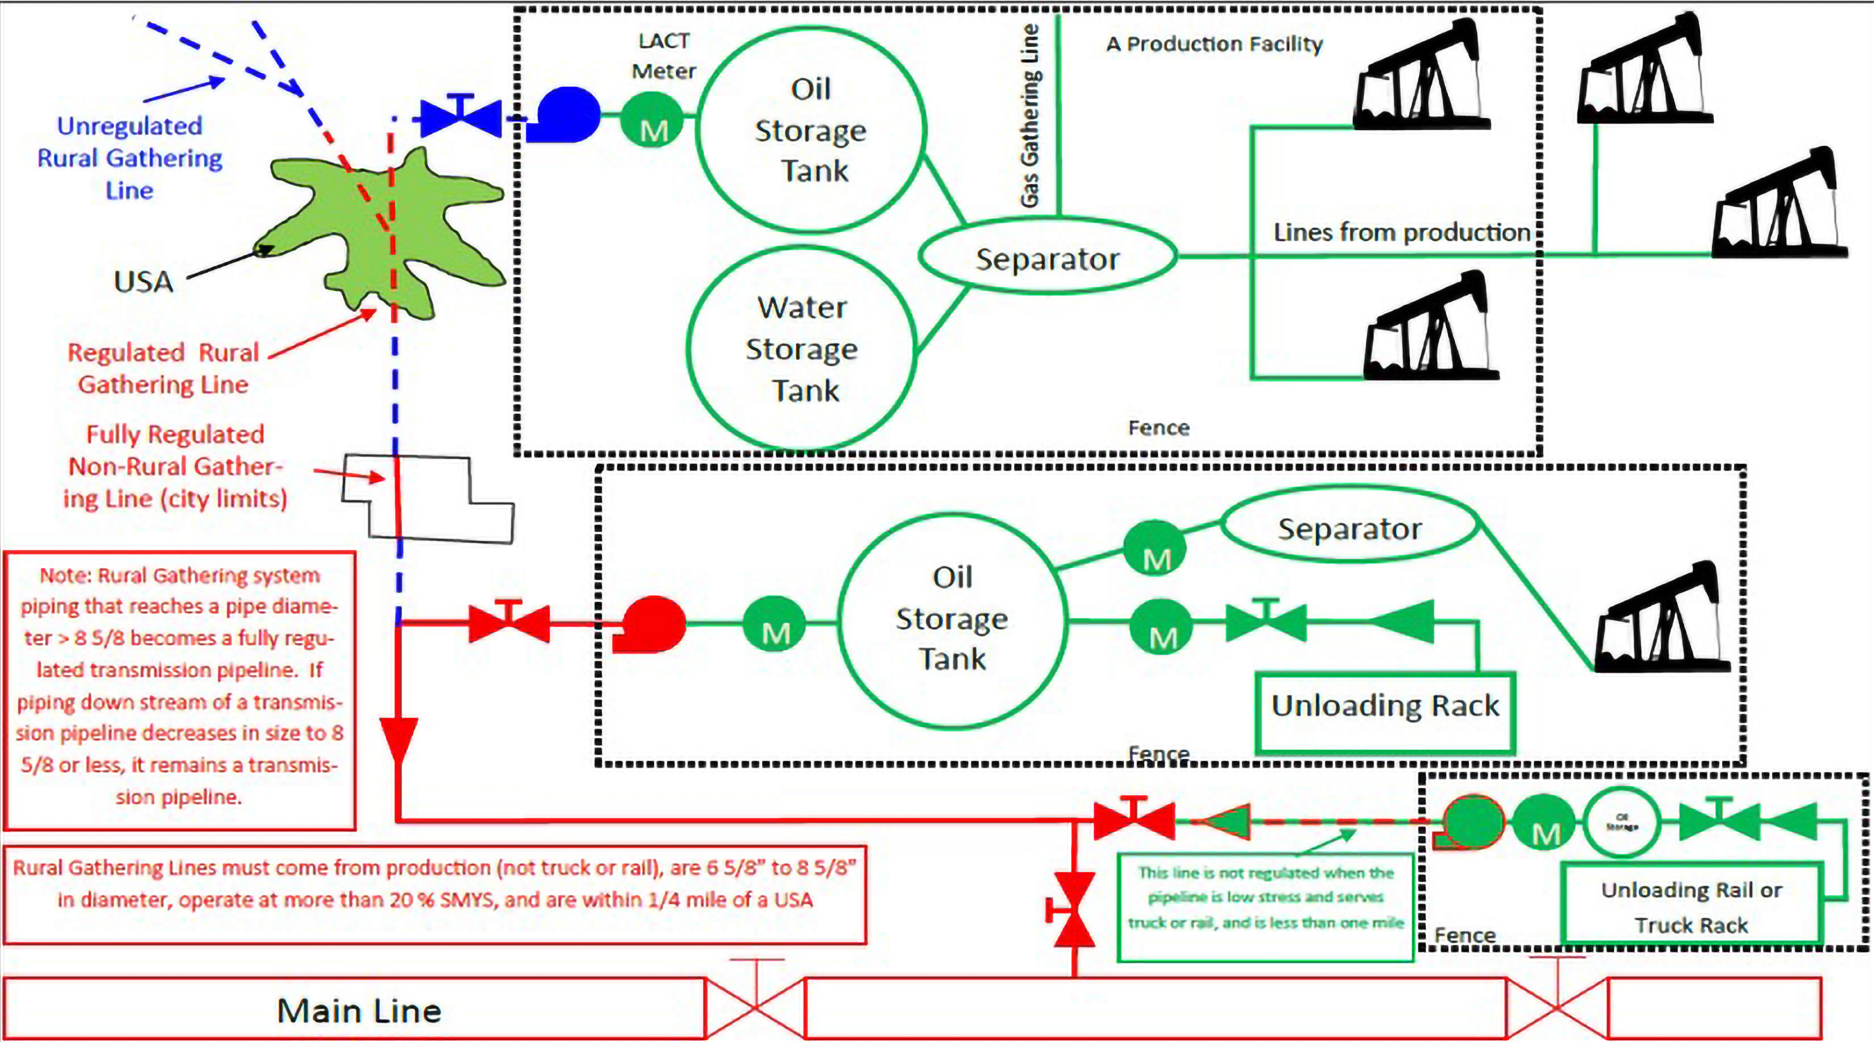 LACT
Meter
A Production Facility
Gas Gathering Line
Oil
Storage
Tank
M
Unregulated
Rural Gathering
Line
Lines from production
Separator
USA
Water
Storage
Tank
Regulated Rural
Gathering Line
Fence
Fully Regulated
Non-Rural Gather-
ing Line (city limits)
Separator
M
Oil
Storage
Tank
M
M
Unloading Rack
Fence
Note: Rural Gathering system
piping that reaches a pipe diame-
ter > 8 5/8 becomes a fully regu-
lated transmission pipeline. If
piping down stream of a transmis-
sion pipeline decreases in size to 8
5/8 or less, it remains a transmis-
sion pipeline.
M
Oil
Storage
Rural Gathering Lines must come from production (not truck or rail), are 6 5/8” to 8 5/8”
in diameter, operate at more than 20 % SMYS, and are within 1/4 mile of a USA
This line is not regulated when the
pipeline is low stress and serves
truck or rail, and is less than one mile
Unloading Rail or
Truck Rack
Fence
Main Line